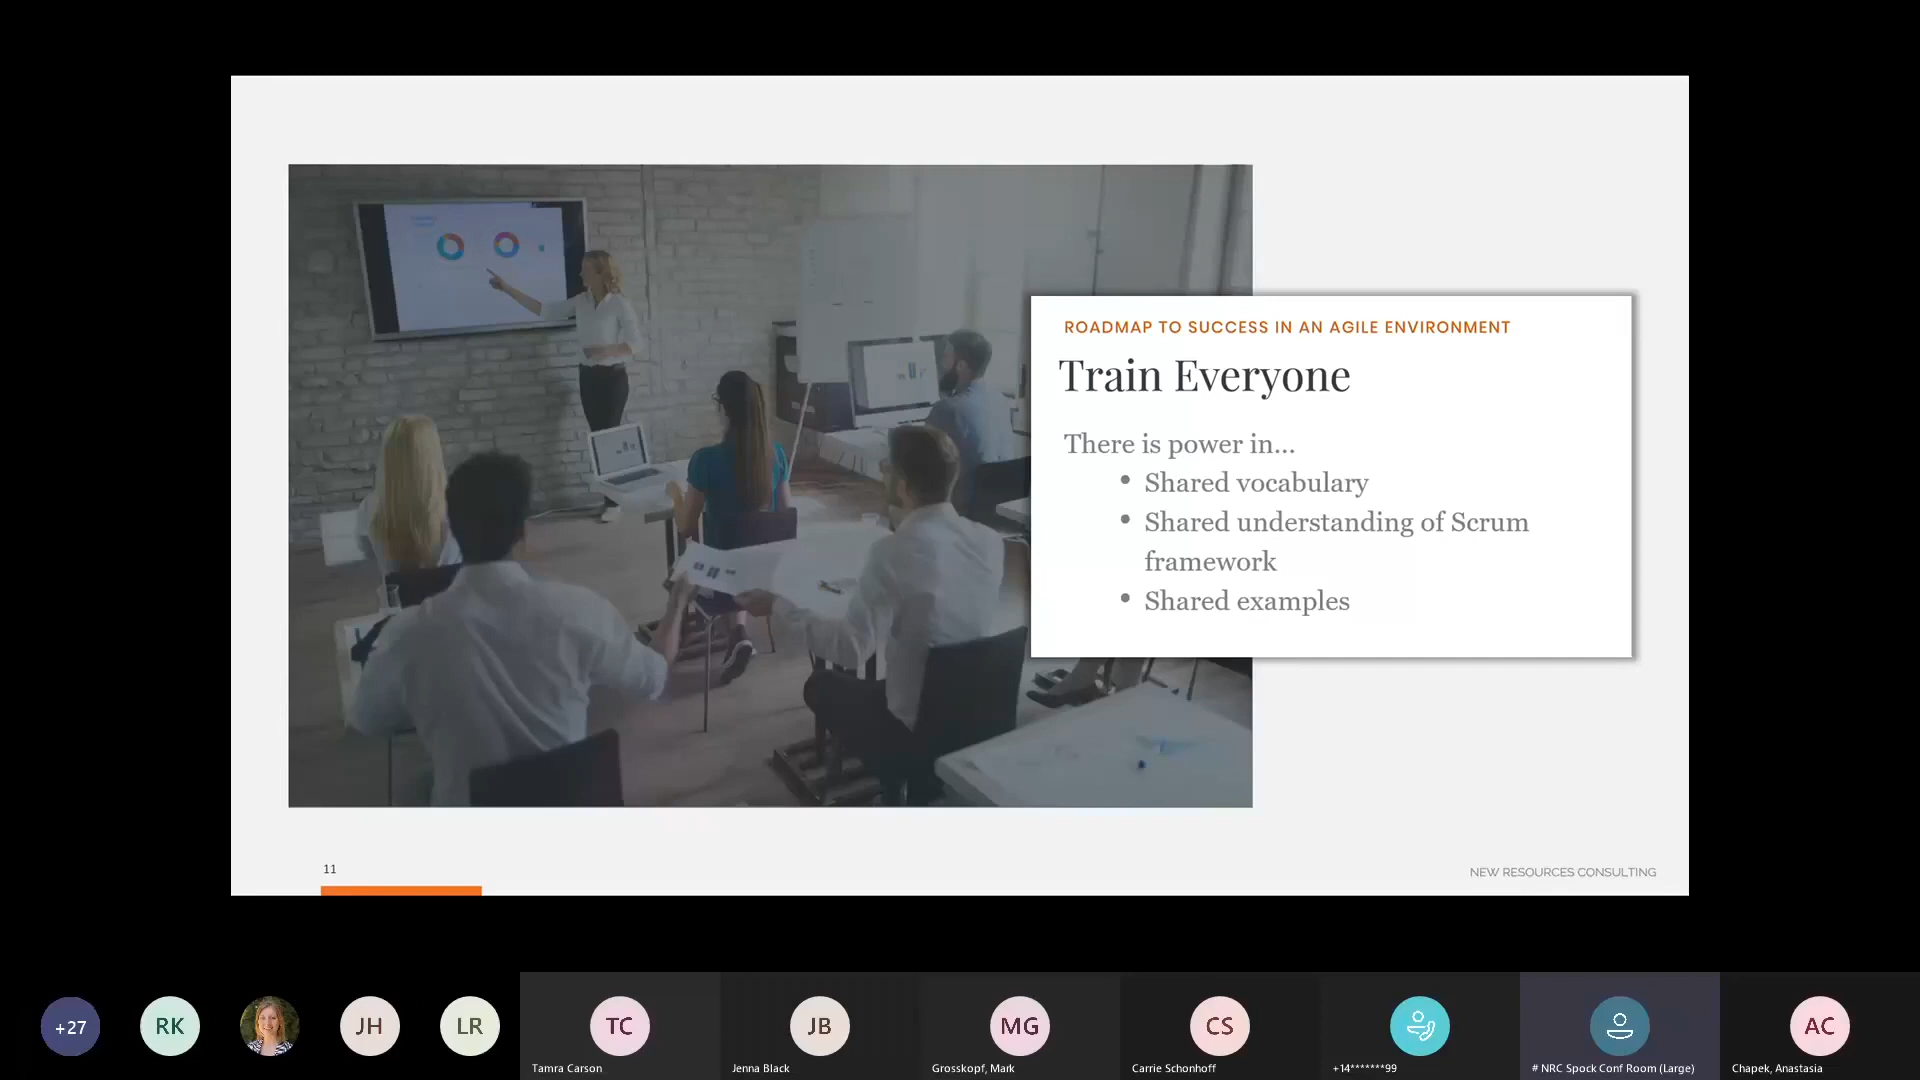 ROADMAP TO SUCCESS IN AN AGILE ENVIRONMENT
Train Everyone
There is power in...
• Shared vocabulary
• Shared understanding of Scrum
framework
• Shared examples
11
NEW RESOURCES CONSULTING
+27
RK
JH
LR
TC
JB
MG
CS
AC
Tamra Carson
Jenna Black
Grosskopf, Mark
Carrie Schonhoff
+14*******99
# NRC Spock Conf Room (Large)
Chapek, Anastasia